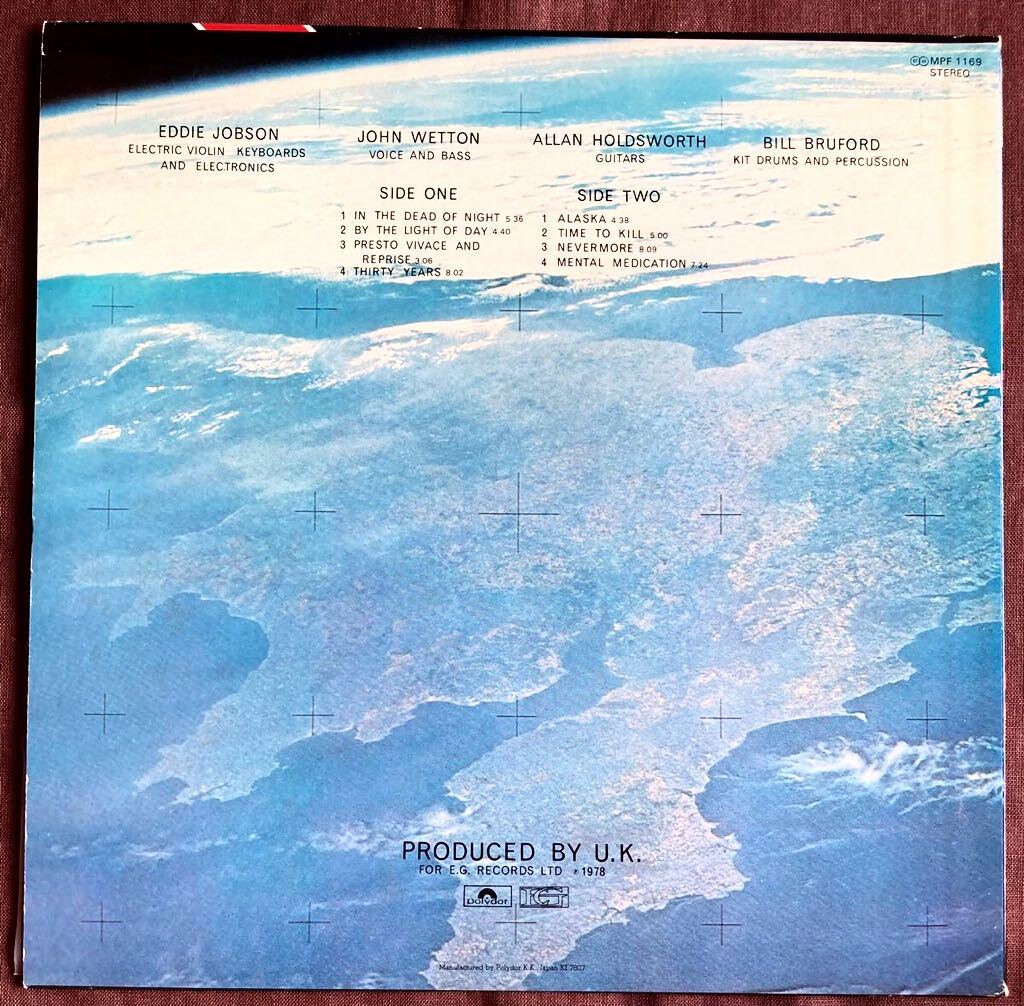 MPF 1169
STEREO
EDDIE JOBSON
ELECTRIC VIOLIN KEYBOARDS
AND ELECTRONICS
JOHN WETTON
VOICE AND BASS
ALLAN HOLDSWORTH
GUITARS
BILL BRUFORD
KIT DRUMS AND PERCUSSION
SIDE ONE
1 IN THE DEAD OF NIGHT 5.36
2 BY THE LIGHT OF DAY 4.40
3 PRESTO VIVACE AND
REPRISE 3.06
4 THIRTY YEARS 8.02
SIDE TWO
1 ALASKA 4.38
2 TIME TO KILL 5.00
3 NEVERMORE 8.09
4 MENTAL MEDICATION 7.24
PRODUCED BY U.K.
FOR E.G. RECORDS LTD ℗ 1978
Polydor EG
Manufactured by Polydor K.K., Japan KI 7807